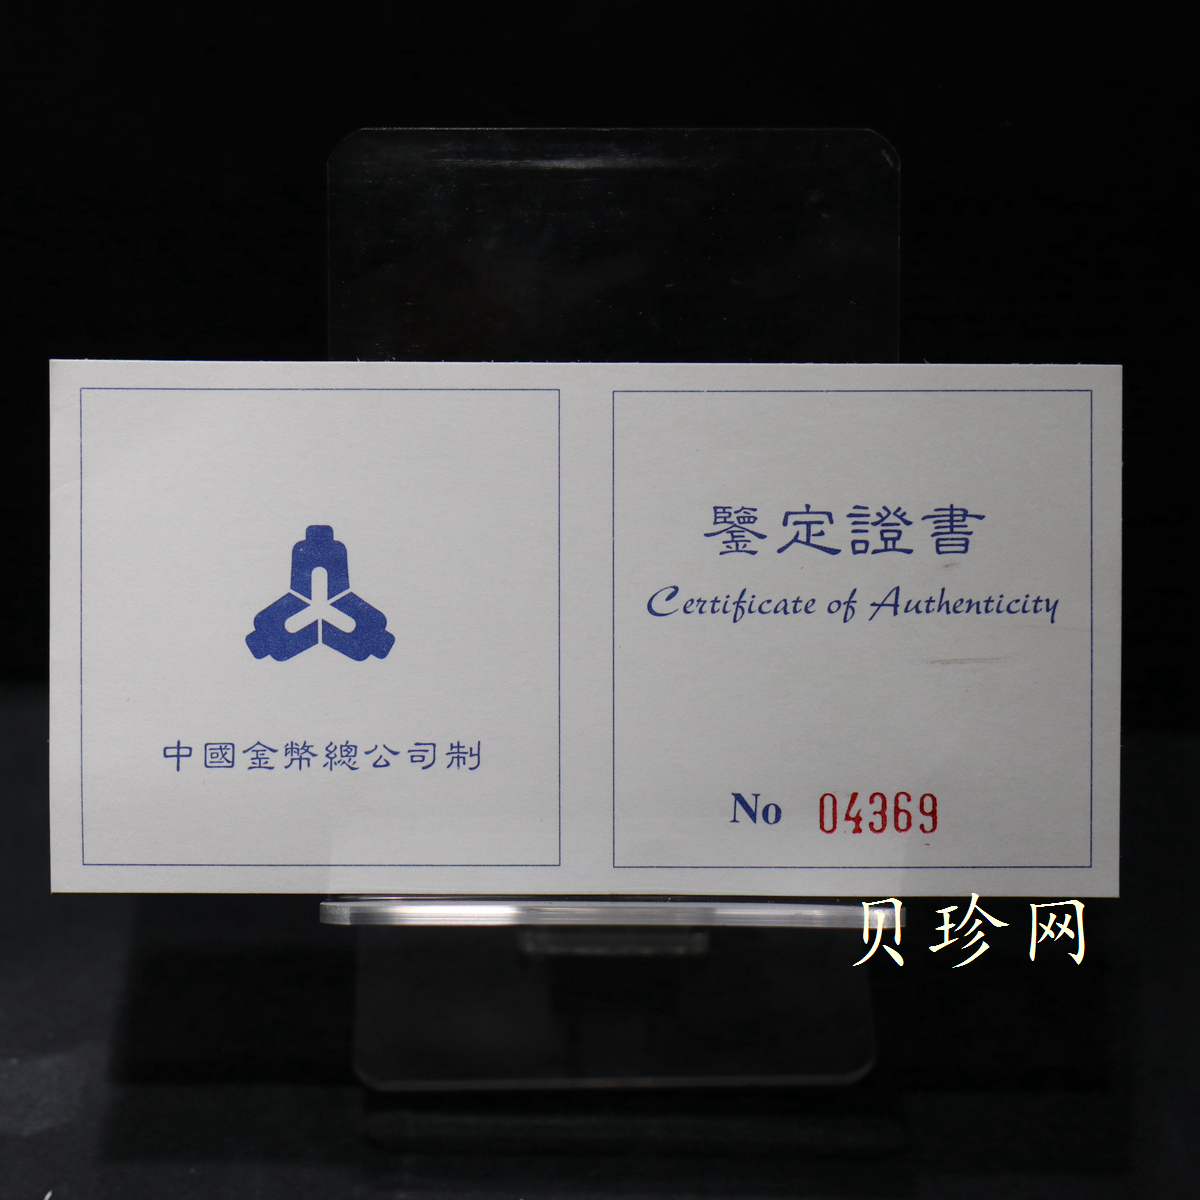 中國金幣總公司制
鑒定證書
Certificate of Authenticity
No 04369
贝珍网